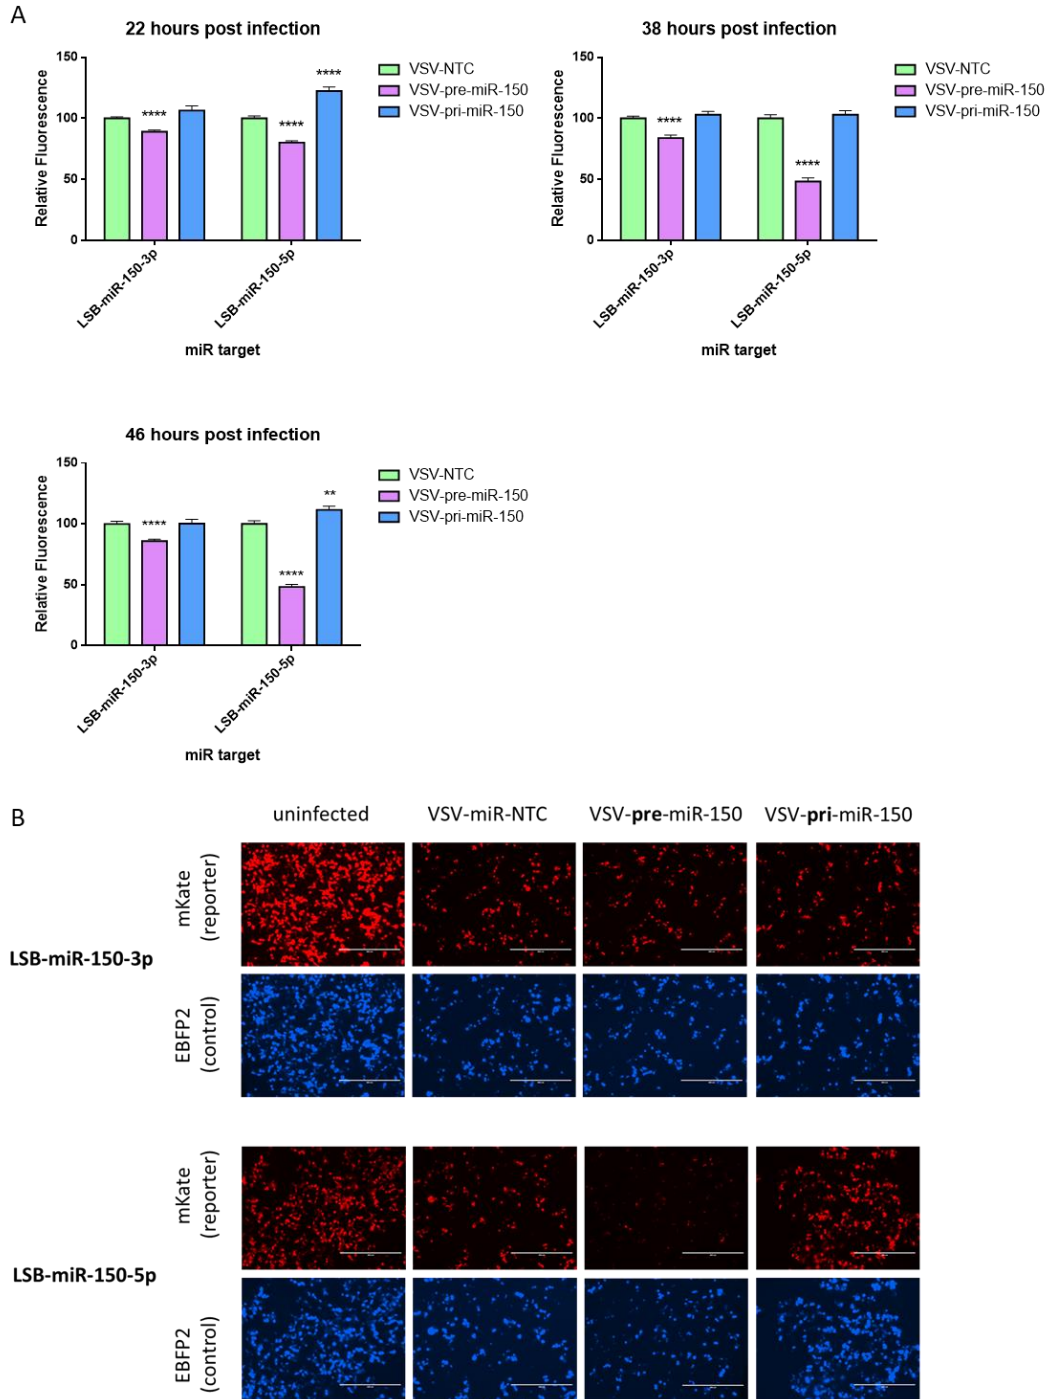 A
22 hours post infection
150
100
50
0
Relative Fluorescence
****
****
****
VSV-NTC
VSV-pre-miR-150
VSV-pri-miR-150
LSB-miR-150-3p
LSB-miR-150-5p
miR target
38 hours post infection
150
100
50
0
Relative Fluorescence
****
****
VSV-NTC
VSV-pre-miR-150
VSV-pri-miR-150
LSB-miR-150-3p
LSB-miR-150-5p
miR target
46 hours post infection
150
100
50
0
Relative Fluorescence
****
****
**
VSV-NTC
VSV-pre-miR-150
VSV-pri-miR-150
LSB-miR-150-3p
LSB-miR-150-5p
miR target
B
uninfected
VSV-miR-NTC
VSV-pre-miR-150
VSV-pri-miR-150
LSB-miR-150-3p
mKate
(reporter)
EBFP2
(control)
LSB-miR-150-5p
mKate
(reporter)
EBFP2
(control)